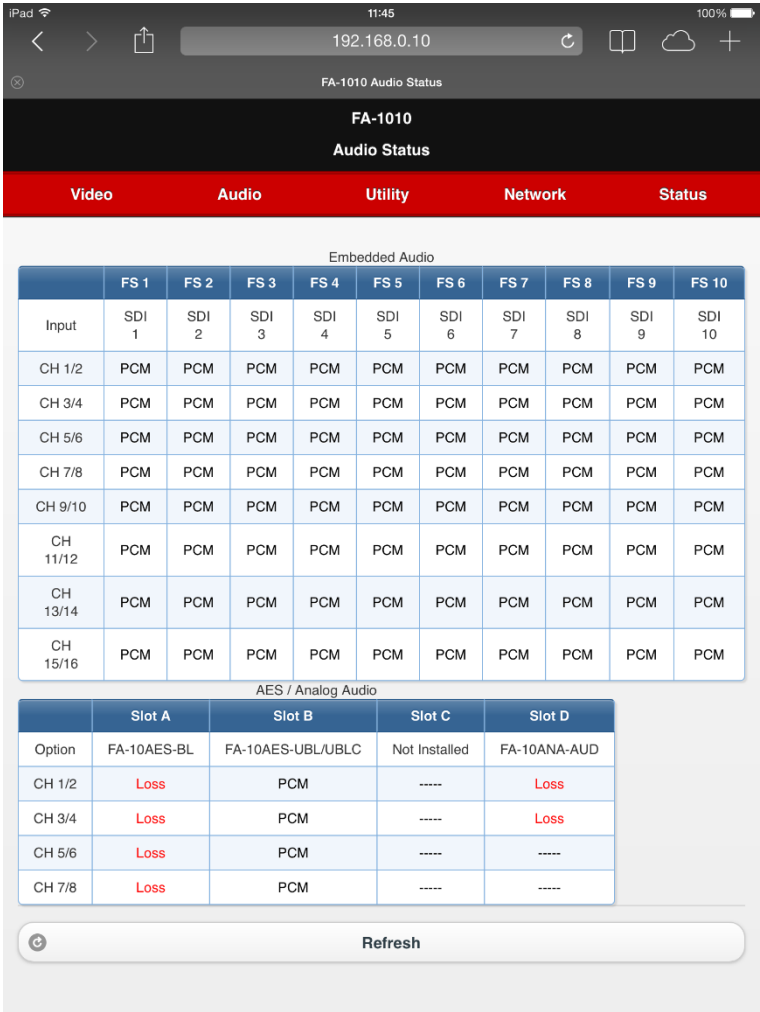 iPad 11:45 100%
192.168.0.10
FA-1010 Audio Status
FA-1010
Audio Status
Video Audio Utility Network Status
Embedded Audio
FS 1 FS 2 FS 3 FS 4 FS 5 FS 6 FS 7 FS 8 FS 9 FS 10
Input SDI 1 SDI 2 SDI 3 SDI 4 SDI 5 SDI 6 SDI 7 SDI 8 SDI 9 SDI 10
CH 1/2 PCM PCM PCM PCM PCM PCM PCM PCM PCM PCM
CH 3/4 PCM PCM PCM PCM PCM PCM PCM PCM PCM PCM
CH 5/6 PCM PCM PCM PCM PCM PCM PCM PCM PCM PCM
CH 7/8 PCM PCM PCM PCM PCM PCM PCM PCM PCM PCM
CH 9/10 PCM PCM PCM PCM PCM PCM PCM PCM PCM PCM
CH 11/12 PCM PCM PCM PCM PCM PCM PCM PCM PCM PCM
CH 13/14 PCM PCM PCM PCM PCM PCM PCM PCM PCM PCM
CH 15/16 PCM PCM PCM PCM PCM PCM PCM PCM PCM PCM
AES / Analog Audio
Slot A Slot B Slot C Slot D
Option FA-10AES-BL FA-10AES-UBL/UBLC Not Installed FA-10ANA-AUD
CH 1/2 Loss PCM ----- Loss
CH 3/4 Loss PCM ----- Loss
CH 5/6 Loss PCM ----- -----
CH 7/8 Loss PCM ----- -----
Refresh